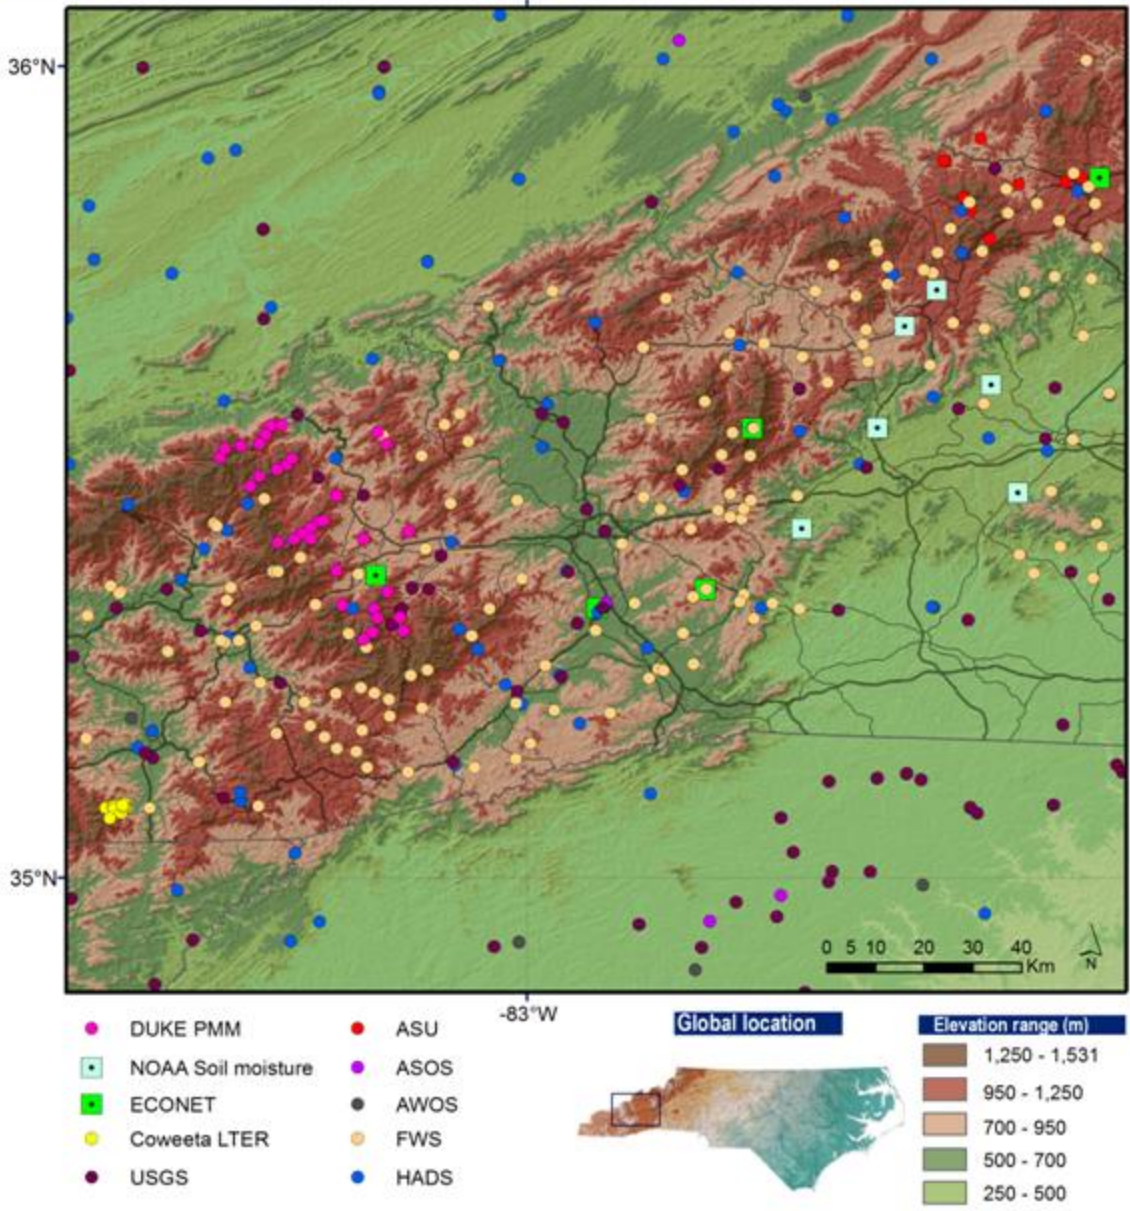 36°N
35°N
0 5 10 20 30 40
Km
N
-83°W
DUKE PMM
NOAA Soil moisture
ECONET
Coweeta LTER
USGS
ASU
ASOS
AWOS
FWS
HADS
Global location
Elevation range (m)
1,250 - 1,531
950 - 1,250
700 - 950
500 - 700
250 - 500